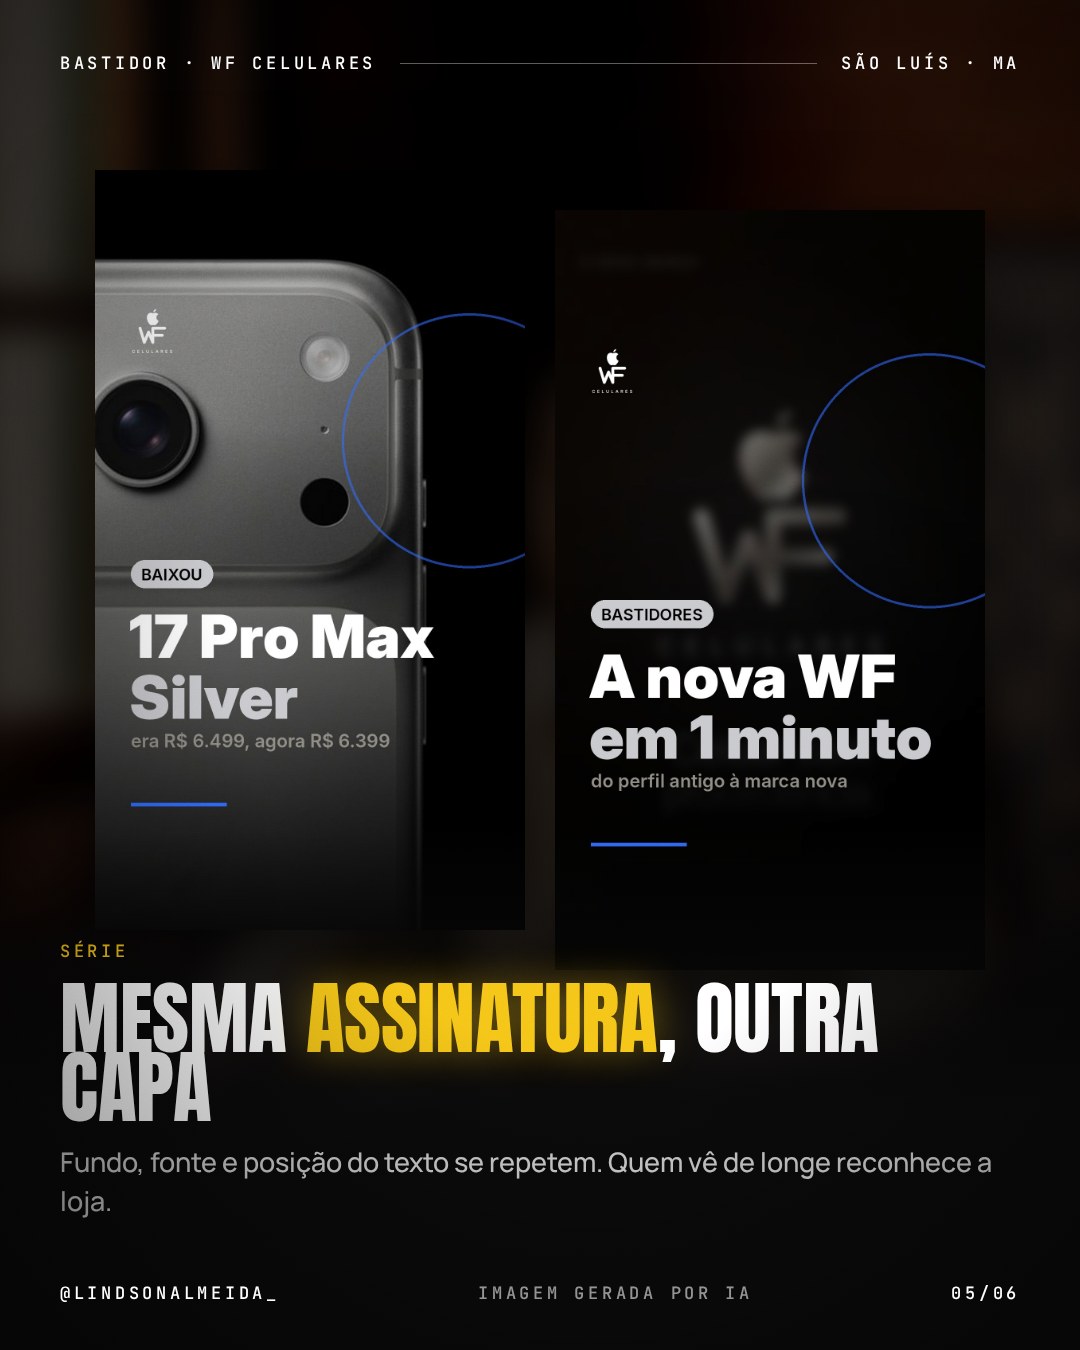 BASTIDOR · WF CELULARES
SÃO LUÍS · MA
WF
CELULARES
BAIXOU
17 Pro Max
Silver
era R$ 6.499, agora R$ 6.399
WF
CELULARES
WF
BASTIDORES
A nova WF
em 1 minuto
do perfil antigo à marca nova
SÉRIE
MESMA ASSINATURA, OUTRA
CAPA
Fundo, fonte e posição do texto se repetem. Quem vê de longe reconhece a
loja.
@LINDSONALMEIDA_
IMAGEM GERADA POR IA
05/06